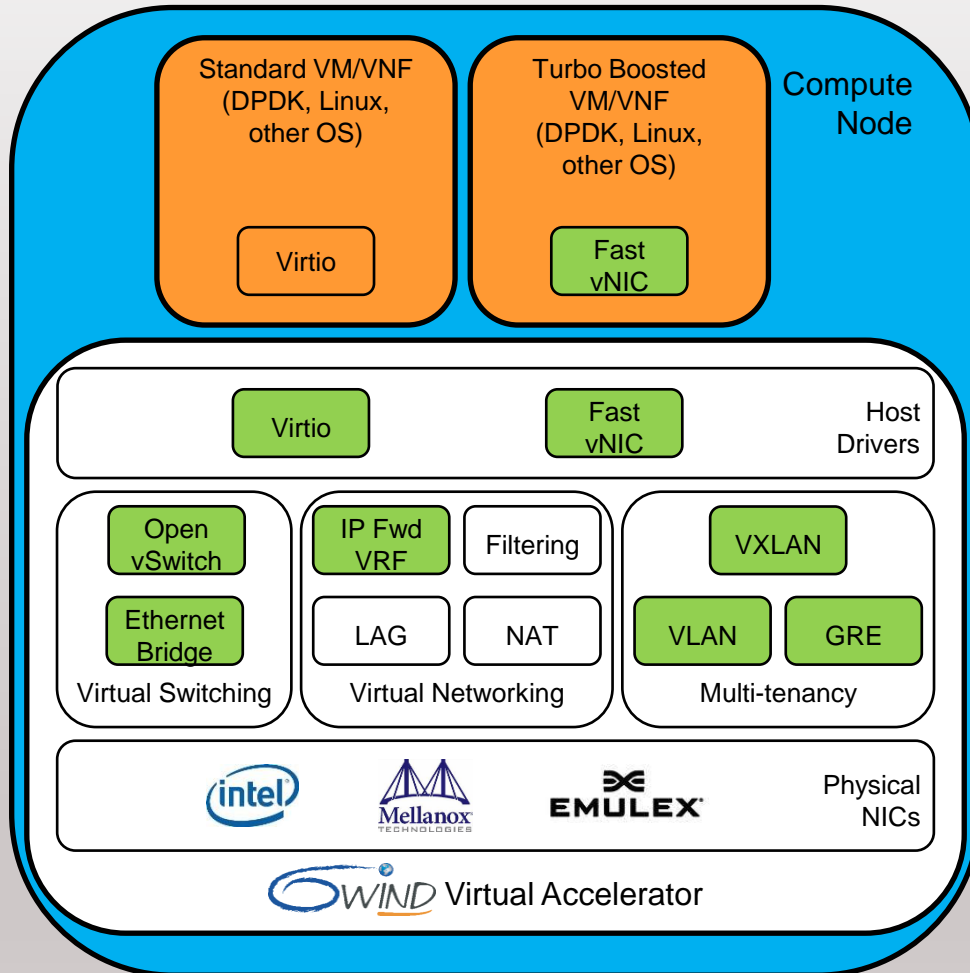 Standard VM/VNF
(DPDK, Linux,
other OS)
Virtio
Turbo Boosted
VM/VNF
(DPDK, Linux,
other OS)
Fast
vNIC
Compute
Node
Virtio
Fast
vNIC
Host
Drivers
Open
vSwitch
Ethernet
Bridge
Virtual Switching
IP Fwd
VRF
Filtering
LAG
NAT
Virtual Networking
VXLAN
VLAN
GRE
Multi-tenancy
intel
Mellanox
TECHNOLOGIES
EMULEX
Physical
NICs
6WIND Virtual Accelerator